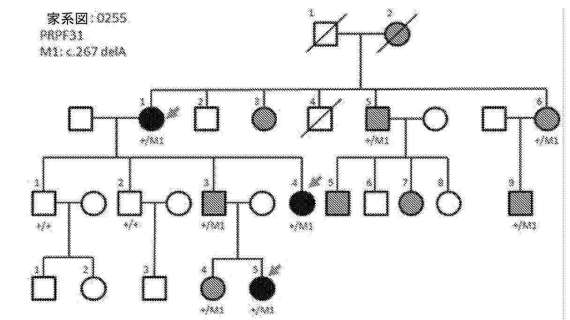 家系図: 0255
PRPF31
M1: c.267 delA
1 2
1 2 3 4 5 6
+/M1 +/M1 +/M1
1 2 3 4 5 6 7 8 9
+/+ +/+ +/M1 +/M1 +/M1
1 2 3 4 5
+/M1 +/M1